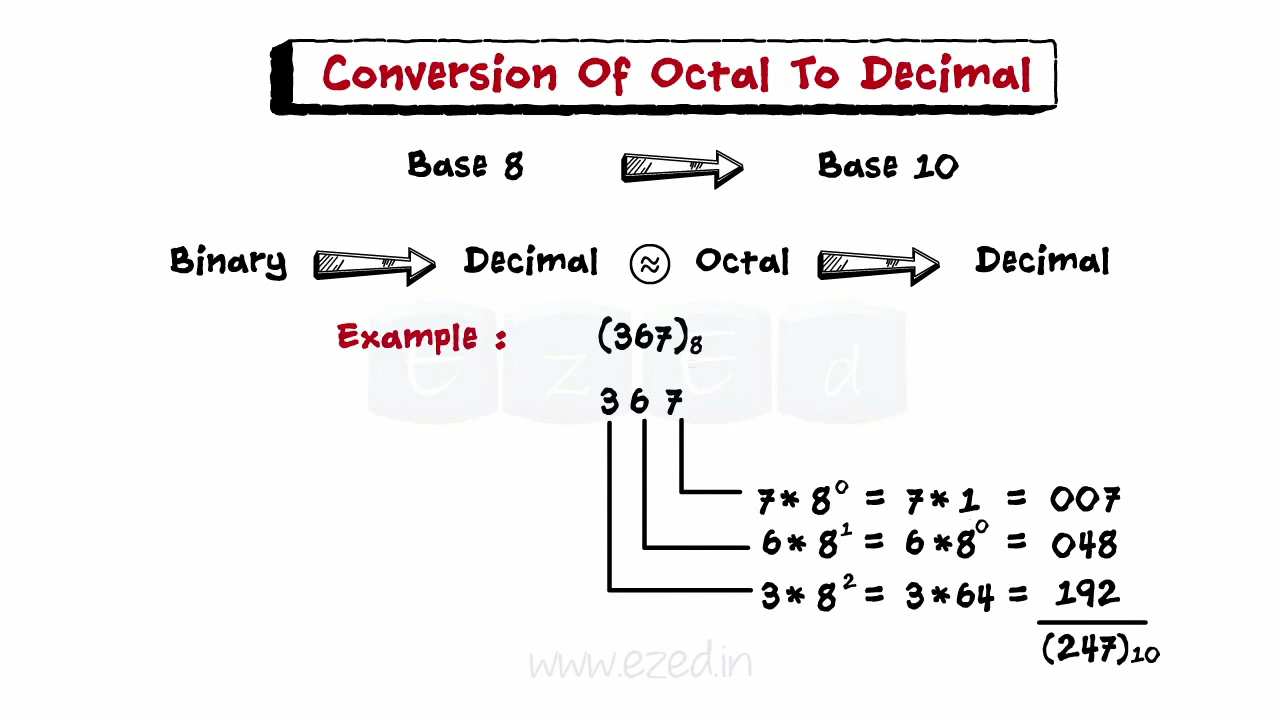 Conversion Of Octal To Decimal
Base 8 Base 10
Binary Decimal ≈ Octal Decimal
Example : (367)₈
ezEd
3 6 7
7 * 8⁰ = 7 * 1 = 007
6 * 8¹ = 6 * 8⁰ = 048
3 * 8² = 3 * 64 = 192
(247)₁₀
www.ezed.in